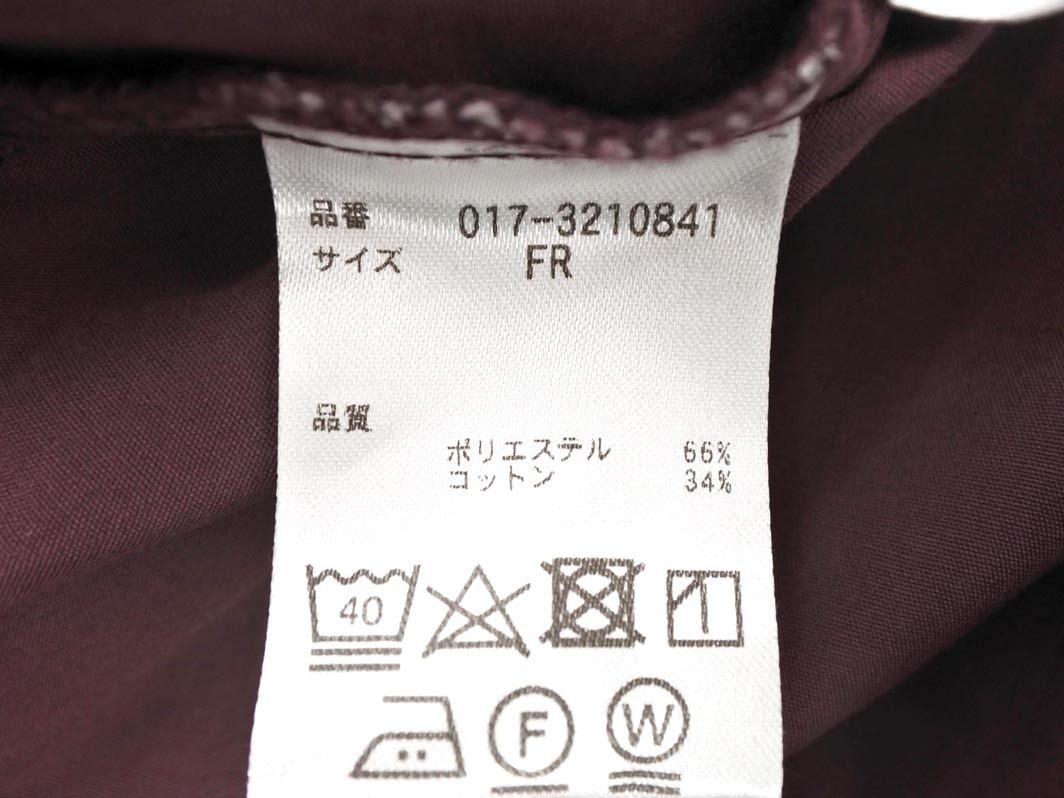 品番 017-3210841
サイズ FR
品質
ポリエステル 66%
コットン 34%
40
F W